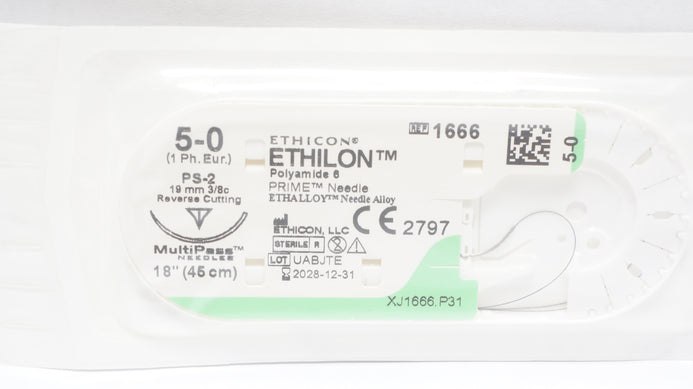 5-0
(1 Ph. Eur.)
PS-2
19 mm 3/8c
Reverse Cutting
MultiPass™
NEEDLES
18" (45 cm)
ETHICON®
ETHILON™
Polyamide 6
PRIME™ Needle
ETHALLOY™ Needle Alloy
ETHICON, LLC
CE 2797
STERILE R
LOT UABJTE
2028-12-31
REF 1666
5-0
XJ1666.P31